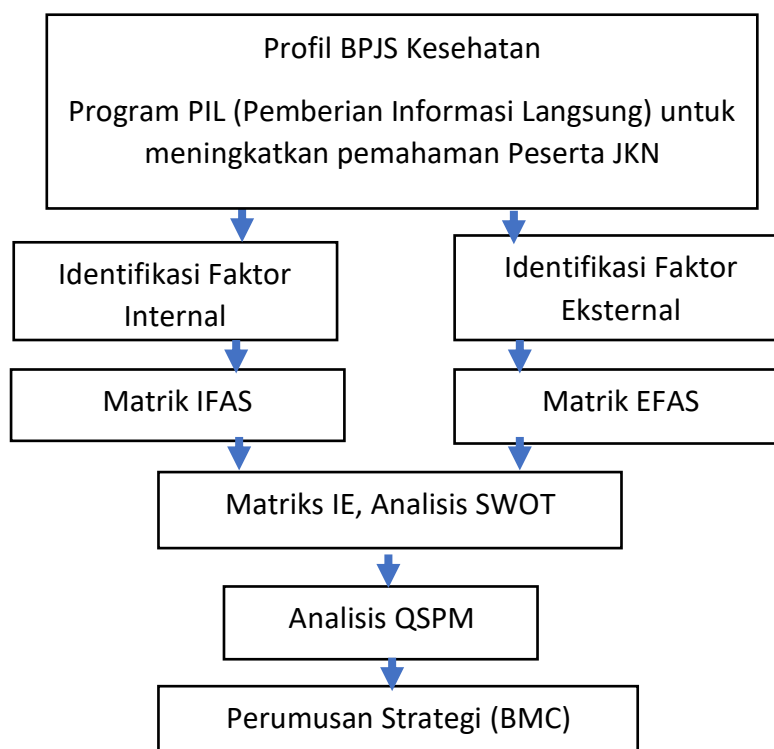 Profil BPJS Kesehatan
Program PIL (Pemberian Informasi Langsung) untuk
meningkatkan pemahaman Peserta JKN
Identifikasi Faktor
Internal
Identifikasi Faktor
Eksternal
Matrik IFAS
Matrik EFAS
Matriks IE, Analisis SWOT
Analisis QSPM
Perumusan Strategi (BMC)